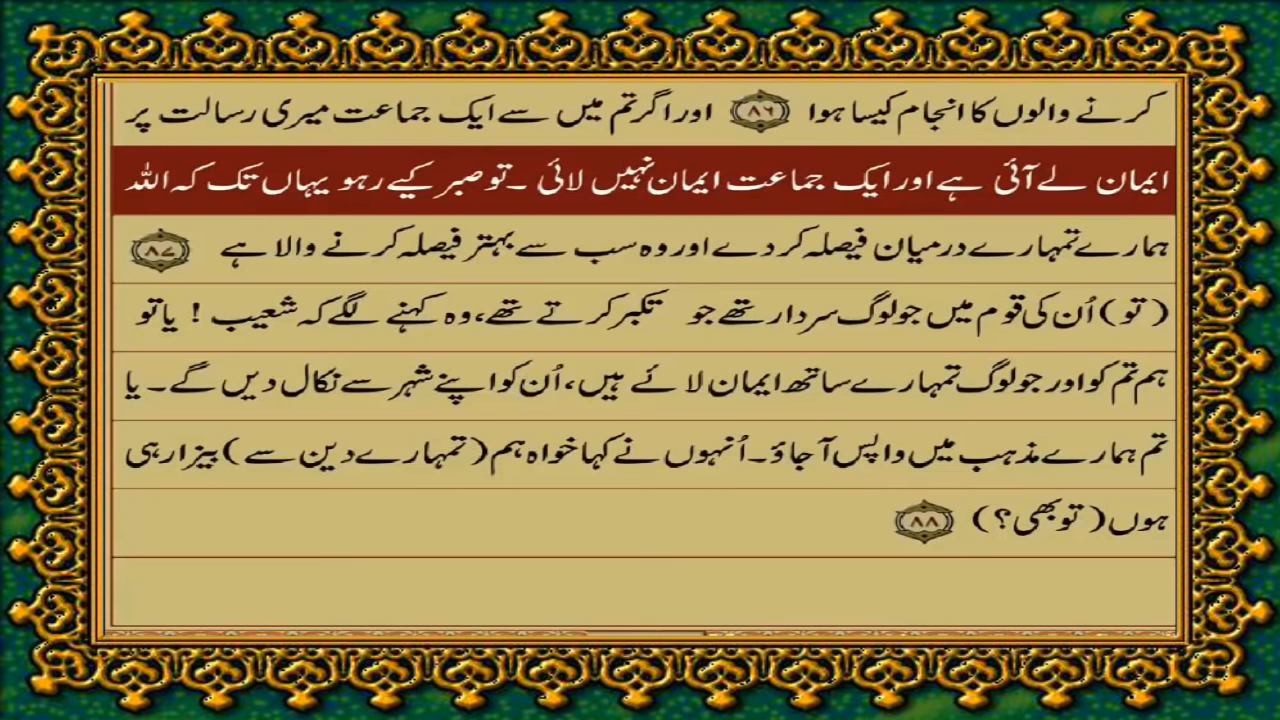 کرنے والوں کا انجام کیسا ہوا ﴿۸۶﴾ اور اگر تم میں سے ایک جماعت میری رسالت پر
ایمان لے آئی ہے اور ایک جماعت ایمان نہیں لائی ۔ تو صبر کیے رہو یہاں تک کہ اللہ
ہمارے تمہارے درمیان فیصلہ کر دے اور وہ سب سے بہتر فیصلہ کرنے والا ہے ﴿۸۷﴾
(تو) اُن کی قوم میں جو لوگ سردار تھے جو تکبر کرتے تھے، وہ کہنے لگے کہ شعیب ! یا تو
ہم تم کو اور جو لوگ تمہارے ساتھ ایمان لائے ہیں، اُن کو اپنے شہر سے نکال دیں گے۔ یا
تم ہمارے مذہب میں واپس آ جاؤ۔ اُنہوں نے کہا خواہ ہم (تمہارے دین سے) بیزار ہی
ہوں (تو بھی؟) ﴿۸۸﴾